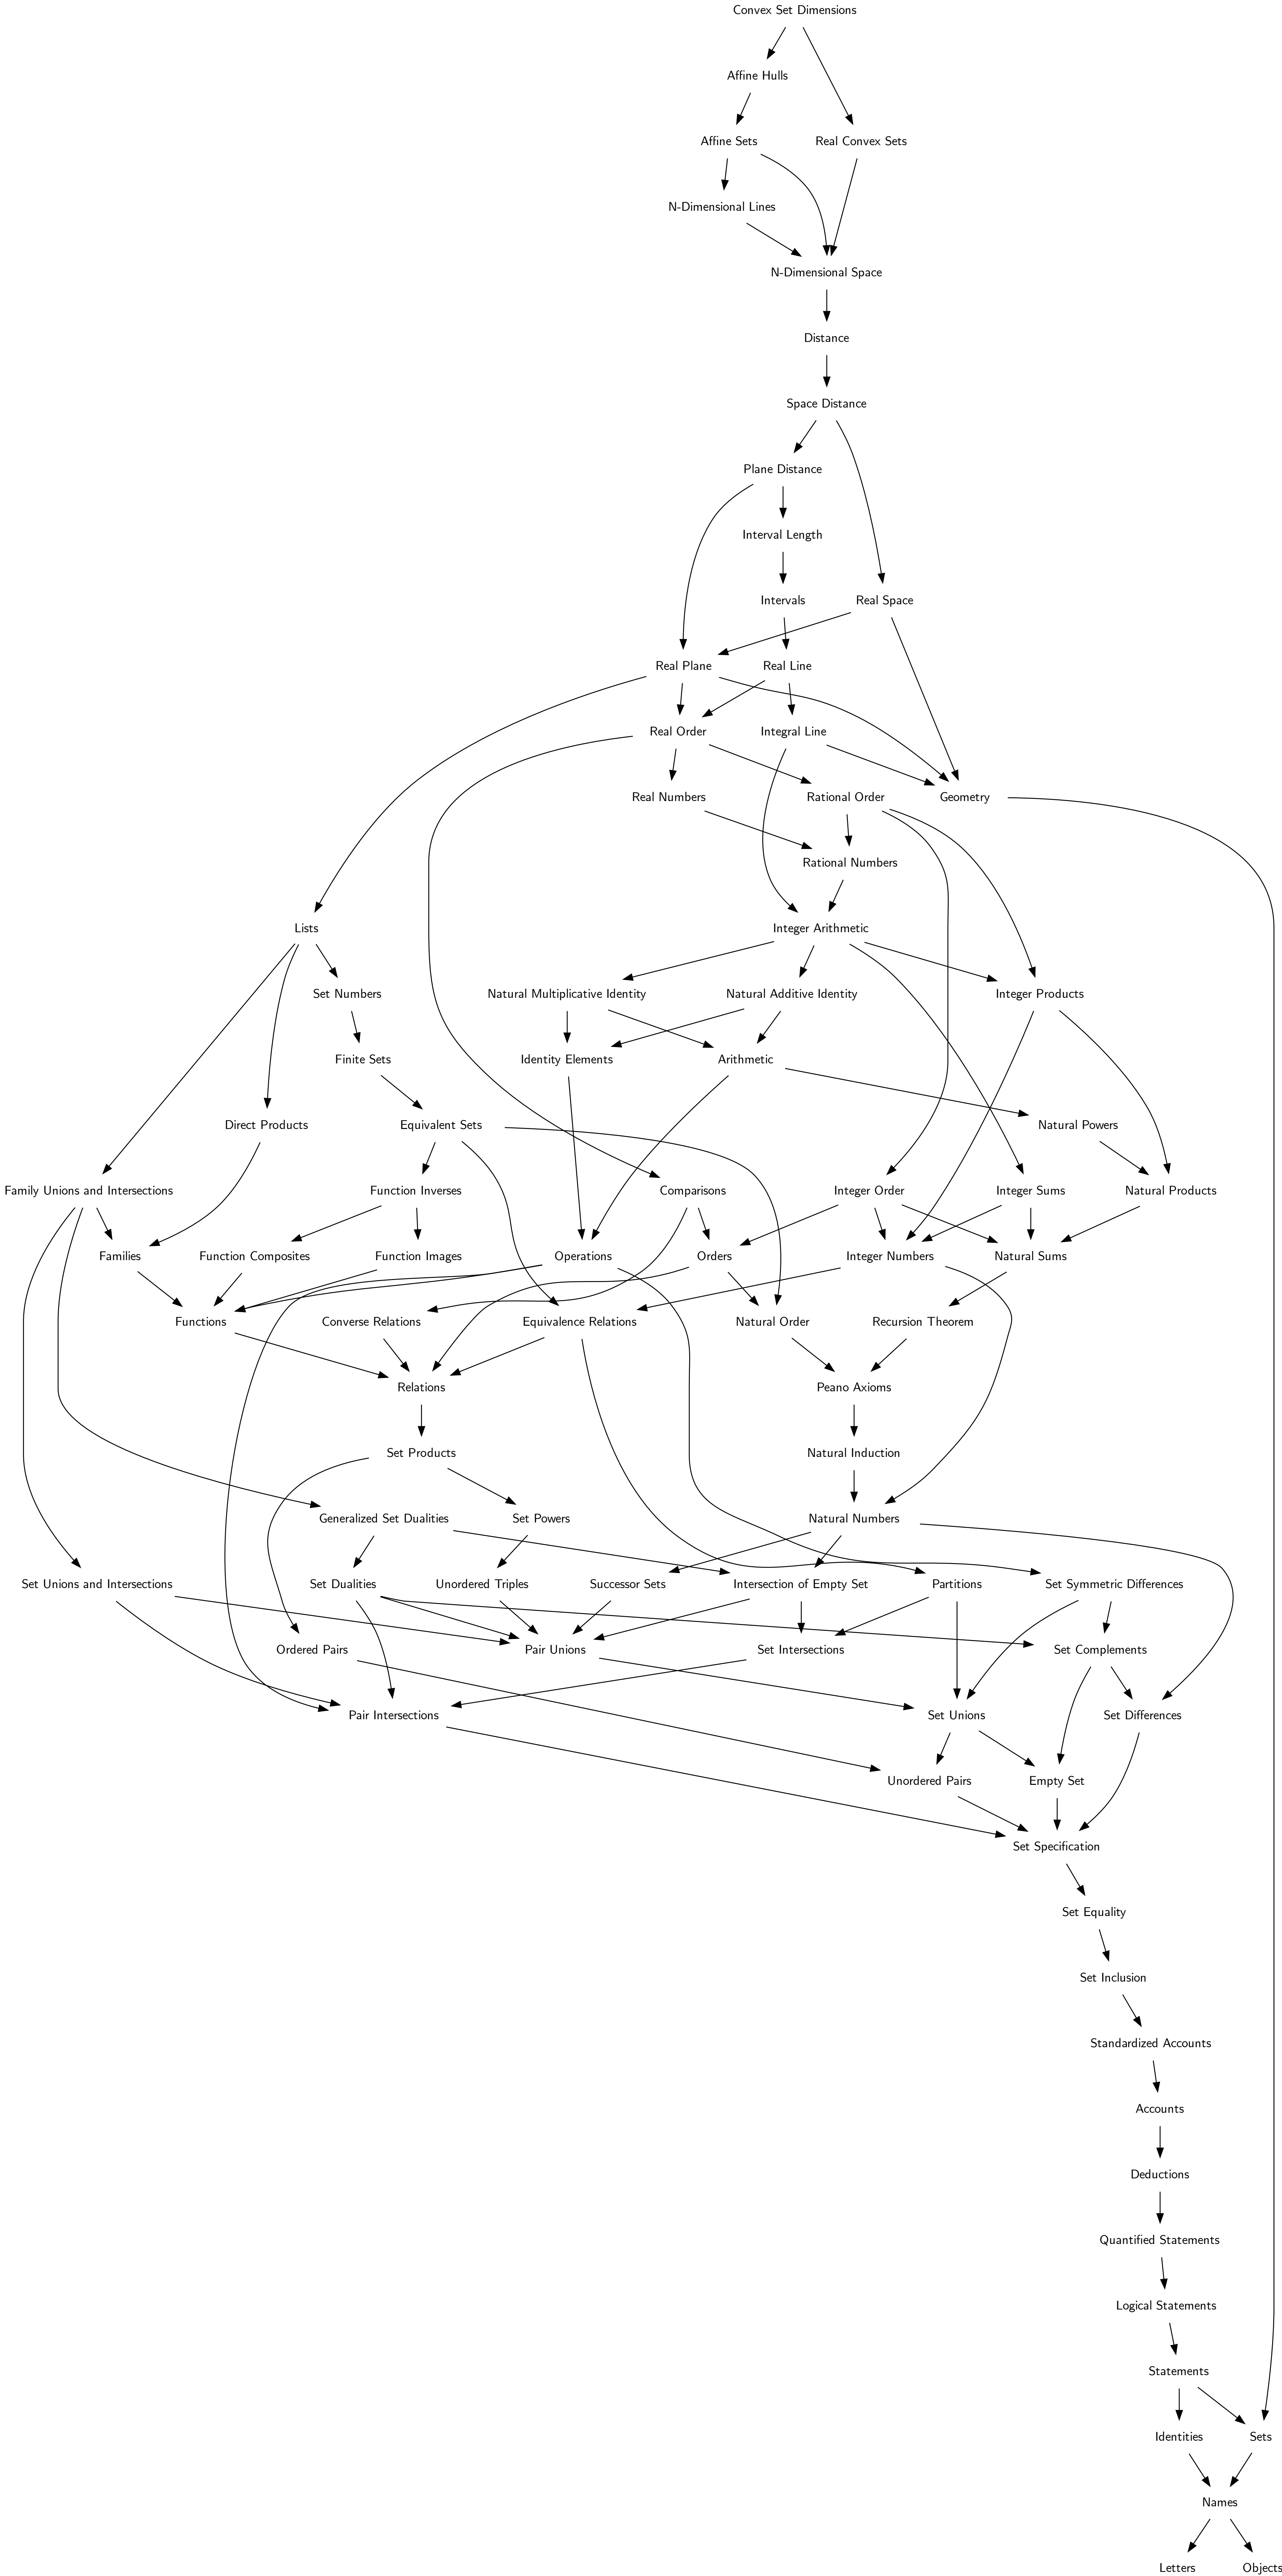 Convex Set Dimensions
Affine Hulls
Affine Sets
Real Convex Sets
N-Dimensional Lines
N-Dimensional Space
Distance
Space Distance
Plane Distance
Interval Length
Intervals
Real Space
Real Plane
Real Line
Real Order
Integral Line
Real Numbers
Rational Order
Geometry
Rational Numbers
Lists
Integer Arithmetic
Set Numbers
Natural Multiplicative Identity
Natural Additive Identity
Integer Products
Finite Sets
Identity Elements
Arithmetic
Direct Products
Equivalent Sets
Natural Powers
Family Unions and Intersections
Function Inverses
Comparisons
Integer Order
Integer Sums
Natural Products
Families
Function Composites
Function Images
Operations
Orders
Integer Numbers
Natural Sums
Functions
Converse Relations
Equivalence Relations
Natural Order
Recursion Theorem
Relations
Peano Axioms
Set Products
Natural Induction
Generalized Set Dualities
Set Powers
Natural Numbers
Set Unions and Intersections
Set Dualities
Unordered Triples
Successor Sets
Intersection of Empty Set
Partitions
Set Symmetric Differences
Ordered Pairs
Pair Unions
Set Intersections
Set Complements
Pair Intersections
Set Unions
Set Differences
Unordered Pairs
Empty Set
Set Specification
Set Equality
Set Inclusion
Standardized Accounts
Accounts
Deductions
Quantified Statements
Logical Statements
Statements
Identities
Sets
Names
Letters
Objects